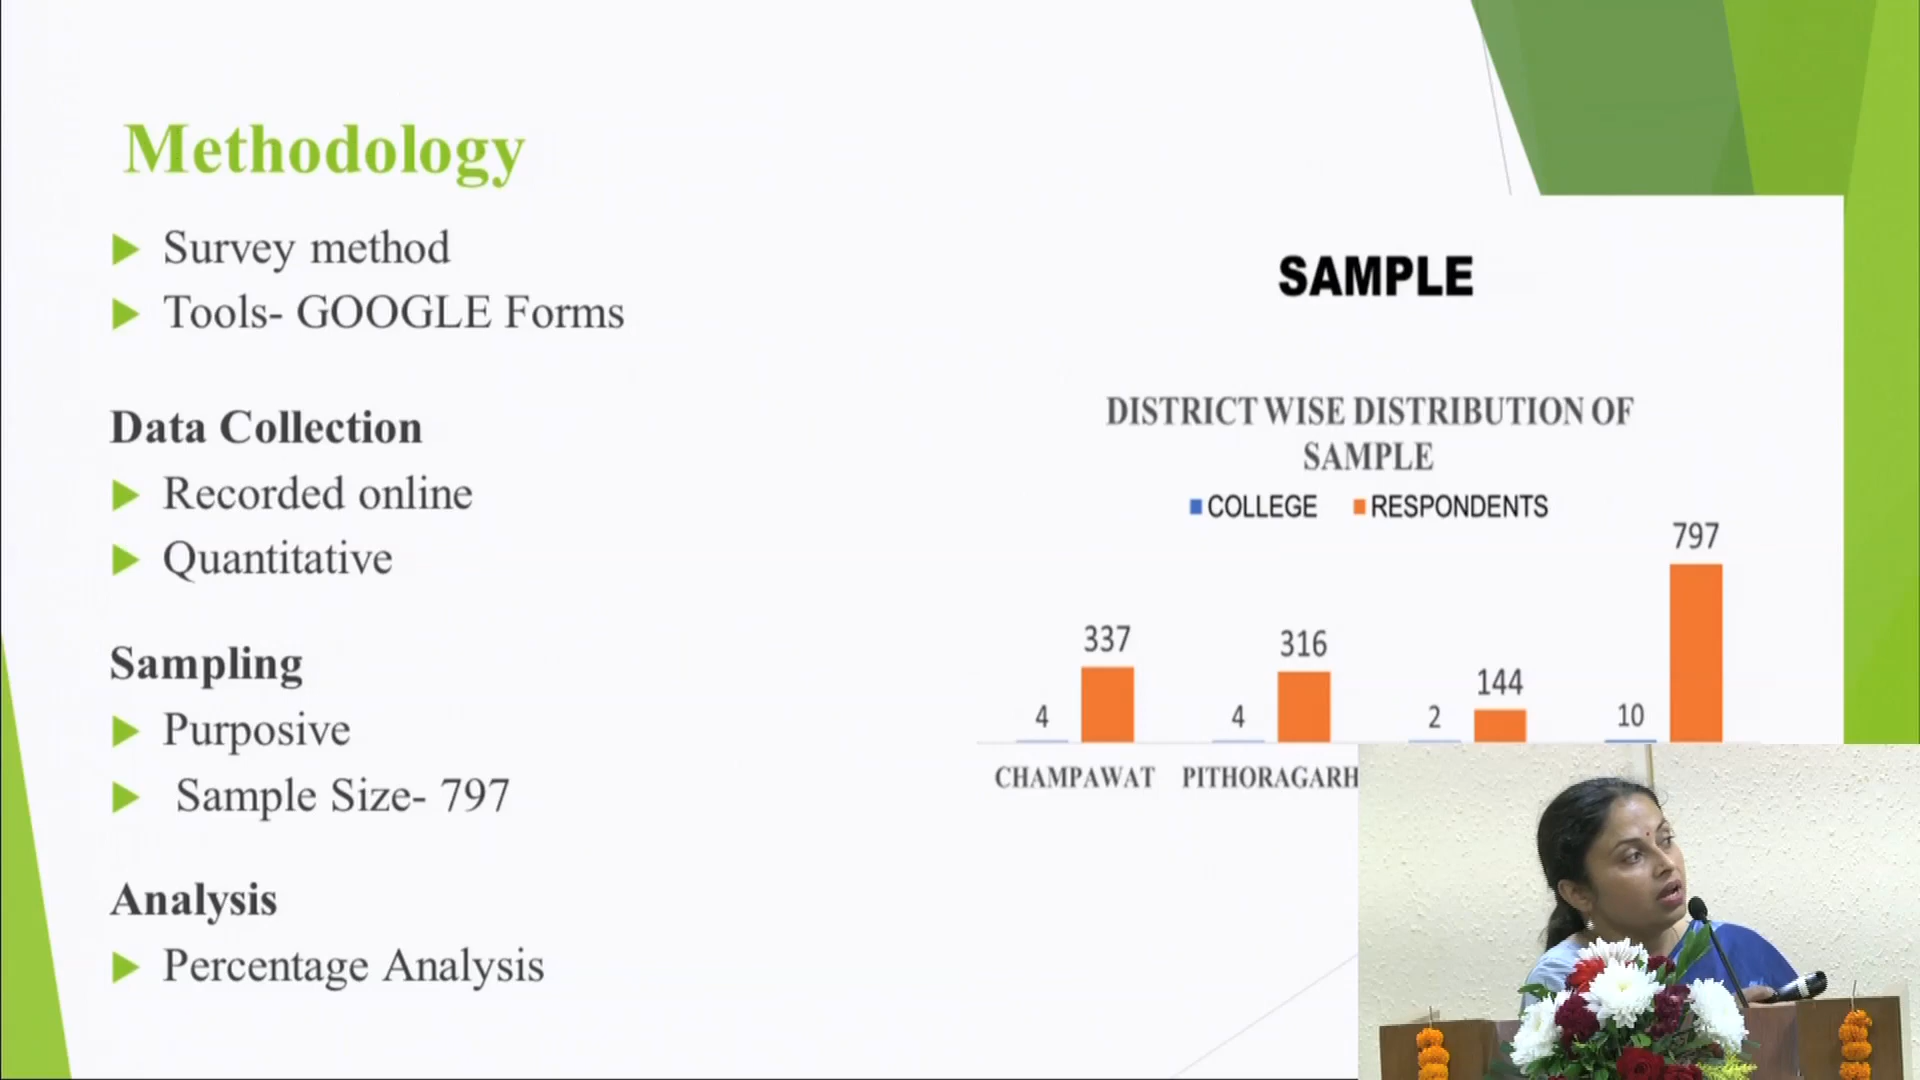 Methodology
Survey method
Tools- GOOGLE Forms
Data Collection
Recorded online
Quantitative
Sampling
Purposive
Sample Size- 797
Analysis
Percentage Analysis
SAMPLE
DISTRICT WISE DISTRIBUTION OF
SAMPLE
COLLEGE RESPONDENTS
4 337 4 316 2 144 10 797
CHAMPAWAT PITHORAGARH